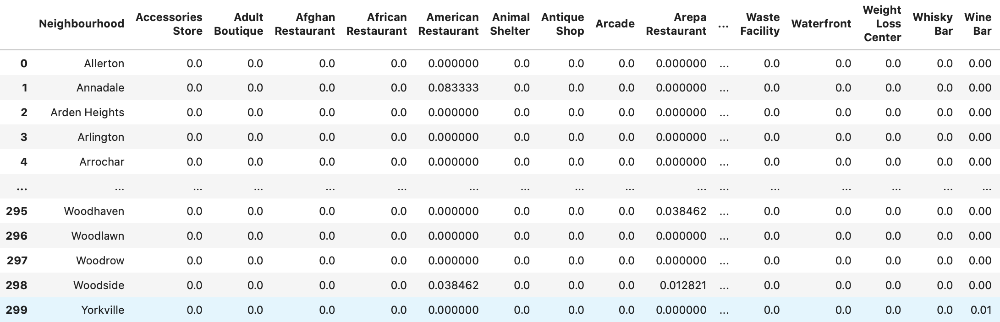 Neighbourhood Accessories Store Adult Boutique Afghan Restaurant African Restaurant American Restaurant Animal Shelter Antique Shop Arcade Arepa Restaurant ... Waste Facility Waterfront Weight Loss Center Whisky Bar Wine Bar
0 Allerton 0.0 0.0 0.0 0.0 0.000000 0.0 0.0 0.0 0.000000 ... 0.0 0.0 0.0 0.0 0.00
1 Annadale 0.0 0.0 0.0 0.0 0.083333 0.0 0.0 0.0 0.000000 ... 0.0 0.0 0.0 0.0 0.00
2 Arden Heights 0.0 0.0 0.0 0.0 0.000000 0.0 0.0 0.0 0.000000 ... 0.0 0.0 0.0 0.0 0.00
3 Arlington 0.0 0.0 0.0 0.0 0.000000 0.0 0.0 0.0 0.000000 ... 0.0 0.0 0.0 0.0 0.00
4 Arrochar 0.0 0.0 0.0 0.0 0.000000 0.0 0.0 0.0 0.000000 ... 0.0 0.0 0.0 0.0 0.00
... ... ... ... ... ... ... ... ... ... ... ... ... ... ... ... ...
295 Woodhaven 0.0 0.0 0.0 0.0 0.000000 0.0 0.0 0.0 0.038462 ... 0.0 0.0 0.0 0.0 0.00
296 Woodlawn 0.0 0.0 0.0 0.0 0.000000 0.0 0.0 0.0 0.000000 ... 0.0 0.0 0.0 0.0 0.00
297 Woodrow 0.0 0.0 0.0 0.0 0.000000 0.0 0.0 0.0 0.000000 ... 0.0 0.0 0.0 0.0 0.00
298 Woodside 0.0 0.0 0.0 0.0 0.038462 0.0 0.0 0.0 0.012821 ... 0.0 0.0 0.0 0.0 0.00
299 Yorkville 0.0 0.0 0.0 0.0 0.000000 0.0 0.0 0.0 0.000000 ... 0.0 0.0 0.0 0.0 0.01